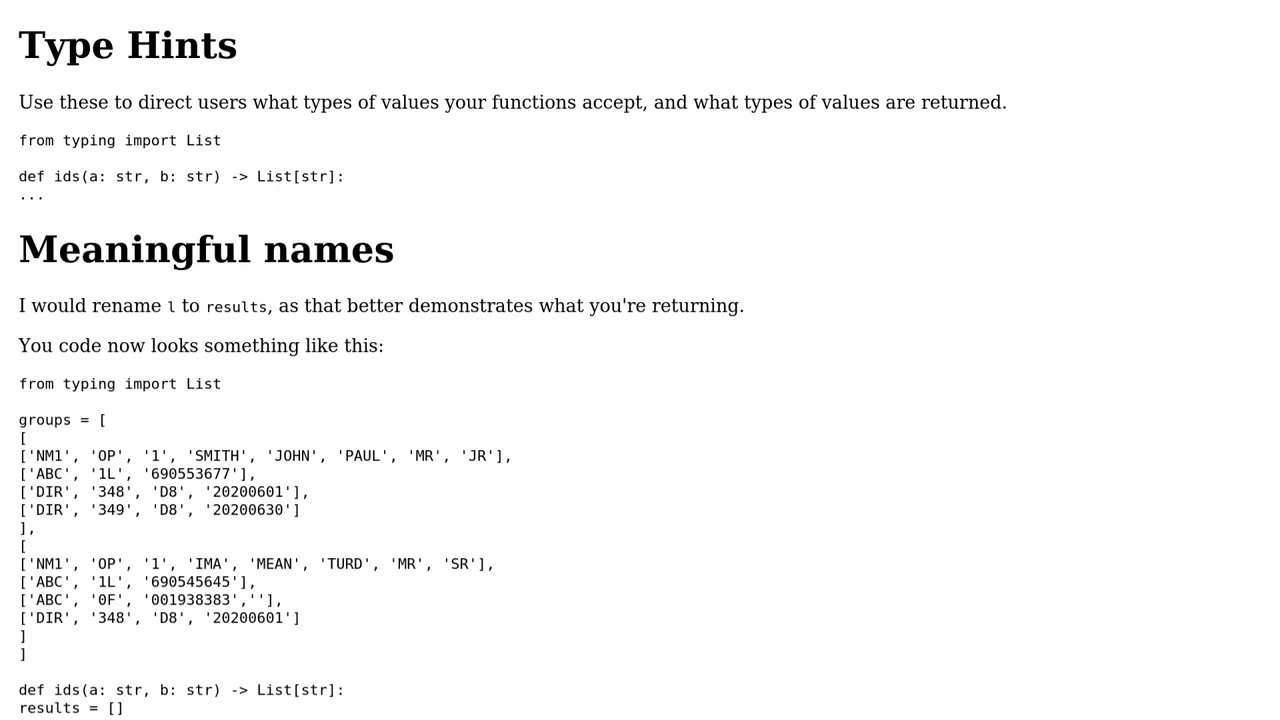 Type Hints
Use these to direct users what types of values your functions accept, and what types of values are returned.
from typing import List
def ids(a: str, b: str) -> List[str]:
...
Meaningful names
I would rename l to results, as that better demonstrates what you're returning.
You code now looks something like this:
from typing import List
groups = [
[
['NM1', 'OP', '1', 'SMITH', 'JOHN', 'PAUL', 'MR', 'JR'],
['ABC', '1L', '690553677'],
['DIR', '348', 'D8', '20200601'],
['DIR', '349', 'D8', '20200630']
],
[
['NM1', 'OP', '1', 'IMA', 'MEAN', 'TURD', 'MR', 'SR'],
['ABC', '1L', '690545645'],
['ABC', '0F', '001938383',''],
['DIR', '348', 'D8', '20200601']
]
]
def ids(a: str, b: str) -> List[str]:
results = []